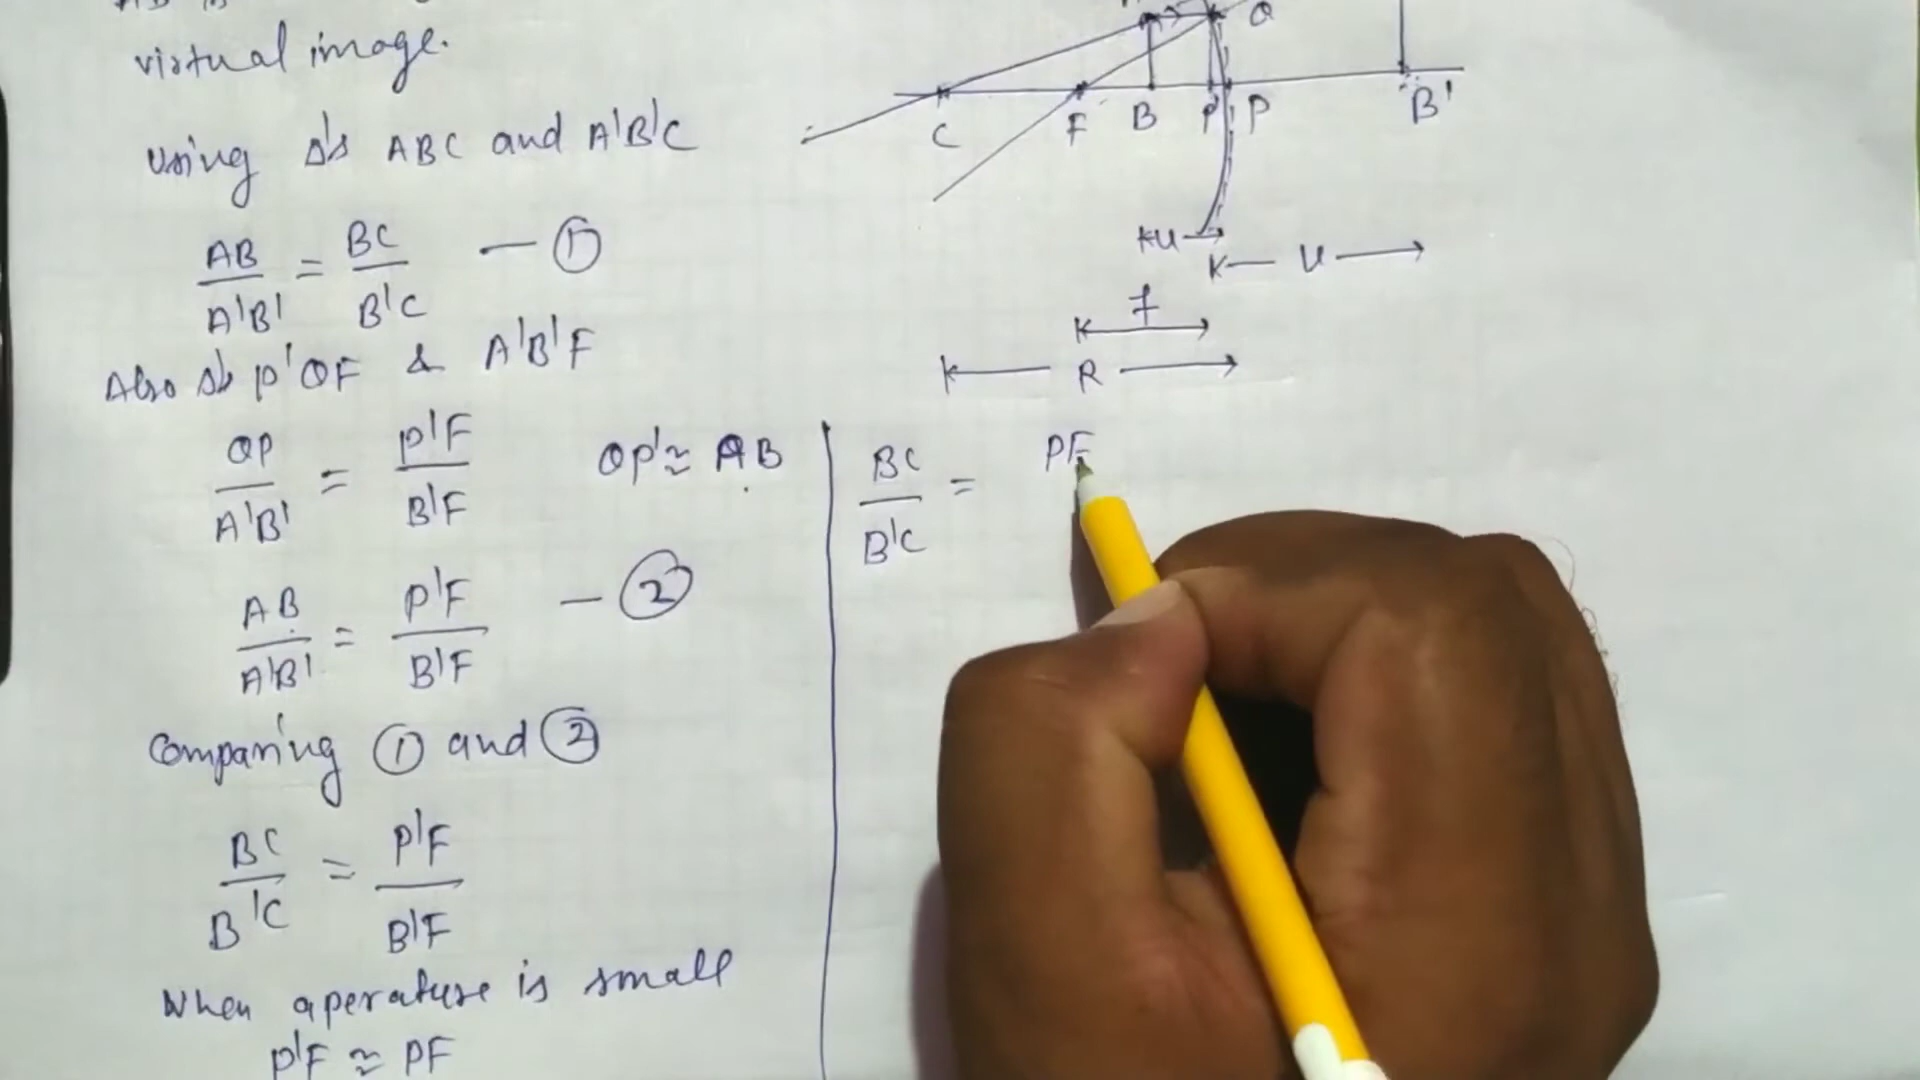 virtual image.
using Δ's ABC and A'B'C
AB/A'B' = BC/B'C — ①
Also Δs P'QF & A'B'F
QP/A'B' = P'F/B'F QP' ≈ AB
AB/A'B' = P'F/B'F — ②
Comparing ① and ②
BC/B'C = P'F/B'F
When aperature is small
P'F ≈ PF
Q
C F B P' P B'
u
u
f
R
BC/B'C = PF